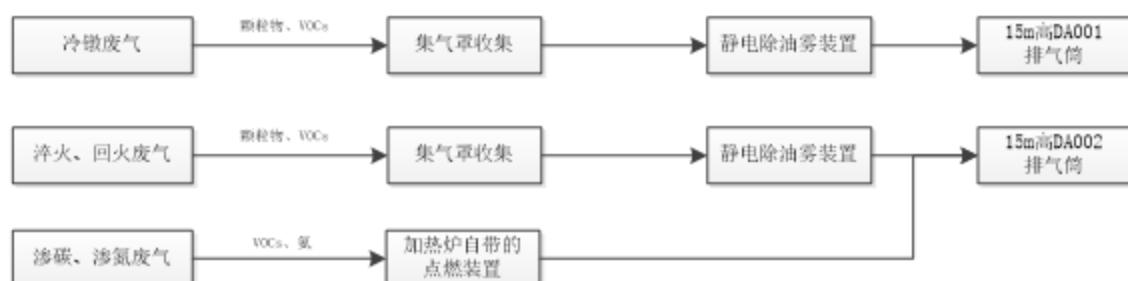 冷镦废气
颗粒物、VOCs
集气罩收集
静电除油雾装置
15m高DA001
排气筒
淬火、回火废气
颗粒物、VOCs
集气罩收集
静电除油雾装置
15m高DA002
排气筒
渗碳、渗氮废气
VOCs、氨
加热炉自带的
点燃装置